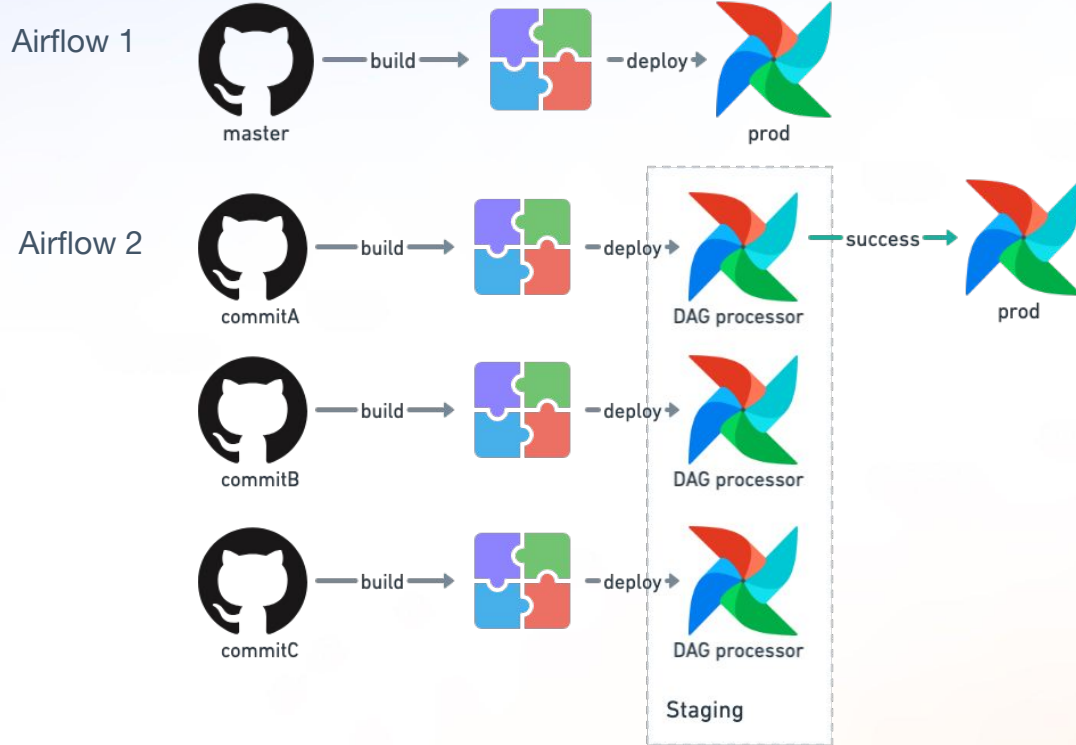 Airflow 1
build
deploy
master
prod
Airflow 2
build
deploy
success
commitA
DAG processor
prod
build
deploy
commitB
DAG processor
build
deploy
commitC
DAG processor
Staging